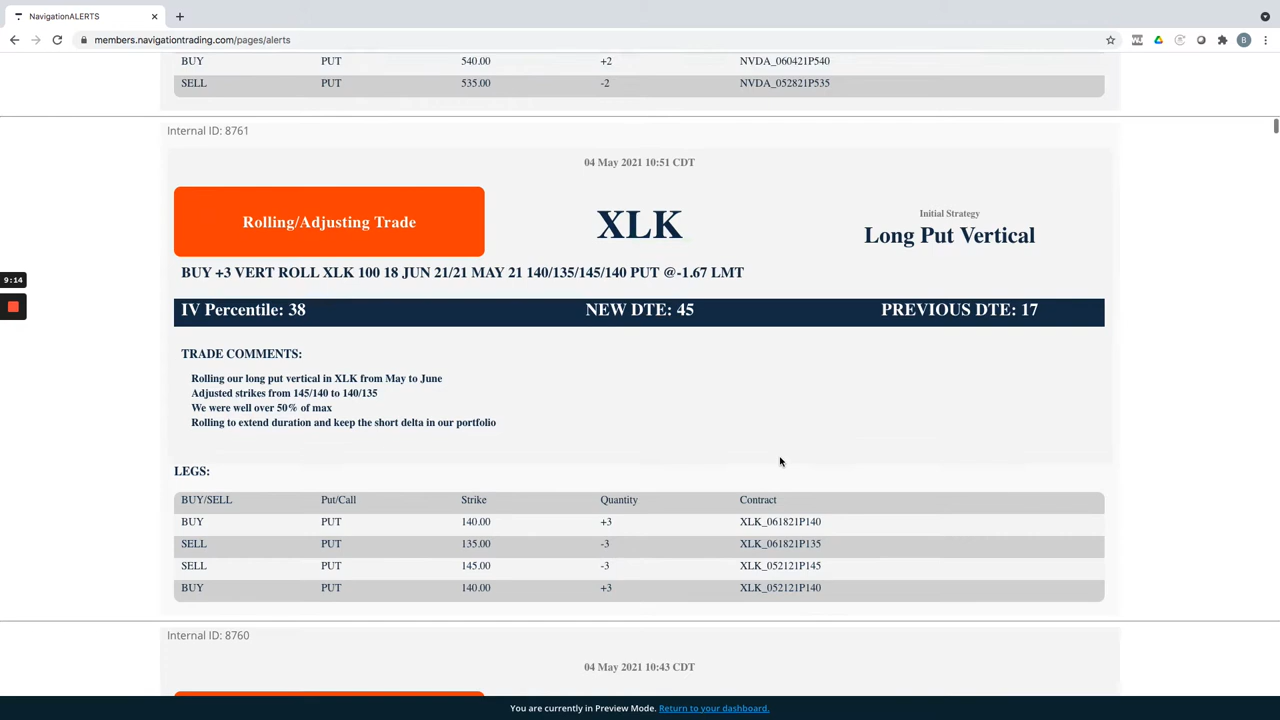 NavigationALERTS
members.navigationtrading.com/pages/alerts
B
BUY PUT 540.00 +2 NVDA_060421P540
SELL PUT 535.00 -2 NVDA_052821P535
Internal ID: 8761
04 May 2021 10:51 CDT
Rolling/Adjusting Trade
XLK
Initial Strategy
Long Put Vertical
BUY +3 VERT ROLL XLK 100 18 JUN 21/21 MAY 21 140/135/145/140 PUT @-1.67 LMT
9:14
IV Percentile: 38 NEW DTE: 45 PREVIOUS DTE: 17
TRADE COMMENTS:
Rolling our long put vertical in XLK from May to June
Adjusted strikes from 145/140 to 140/135
We were well over 50% of max
Rolling to extend duration and keep the short delta in our portfolio
LEGS:
BUY/SELL Put/Call Strike Quantity Contract
BUY PUT 140.00 +3 XLK_061821P140
SELL PUT 135.00 -3 XLK_061821P135
SELL PUT 145.00 -3 XLK_052121P145
BUY PUT 140.00 +3 XLK_052121P140
Internal ID: 8760
04 May 2021 10:43 CDT
You are currently in Preview Mode. Return to your dashboard.